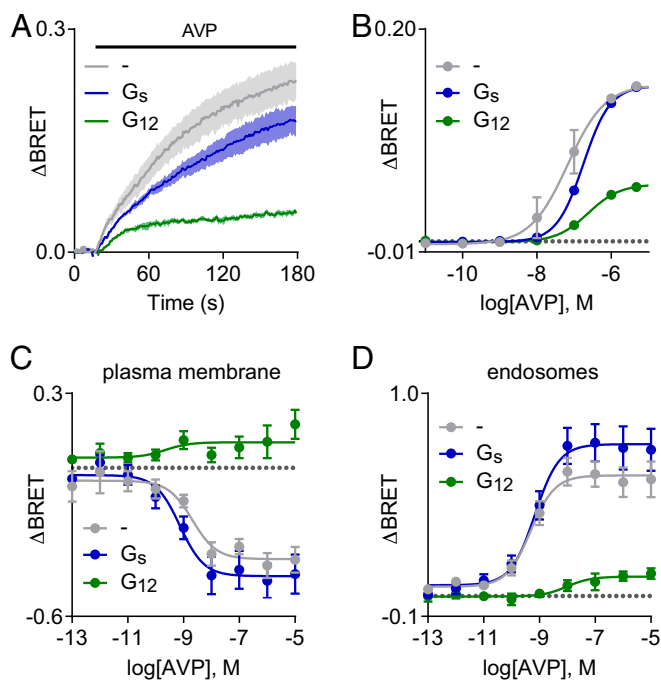 A
AVP
0.3
-
Gs
G12
ΔBRET
0.0
0 60 120 180
Time (s)
B
0.20
-
Gs
G12
ΔBRET
-0.01
-10 -8 -6
log[AVP], M
C plasma membrane
0.3
ΔBRET
-
Gs
G12
-0.6
-13 -11 -9 -7 -5
log[AVP], M
D endosomes
1.0
-
Gs
G12
ΔBRET
-0.1
-13 -11 -9 -7 -5
log[AVP], M